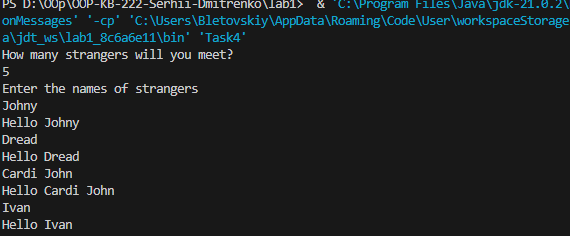 PS D:\OOp\OOP-KB-222-Serhii-Dmitrenko\lab1>  & 'C:\Program Files\Java\jdk-21.0.2\
onMessages' '-cp' 'C:\Users\Bletovskiy\AppData\Roaming\Code\User\workspaceStorage
a\jdt_ws\lab1_8c6a6e11\bin' 'Task4'
How many strangers will you meet?
5
Enter the names of strangers
Johny
Hello Johny
Dread
Hello Dread
Cardi John
Hello Cardi John
Ivan
Hello Ivan